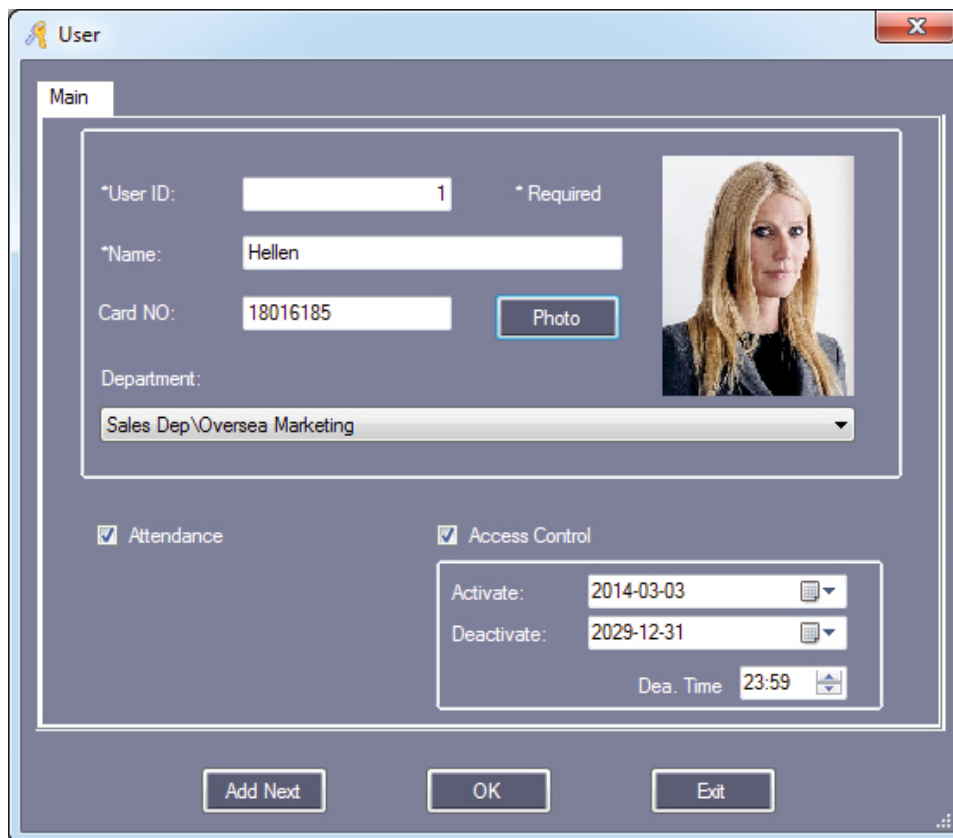 User
Main
*User ID: 1 * Required
*Name: Hellen
Card NO: 18016185 Photo
Department:
Sales Dep\Oversea Marketing
Attendance Access Control
Activate: 2014-03-03
Deactivate: 2029-12-31
Dea. Time 23:59
Add Next OK Exit